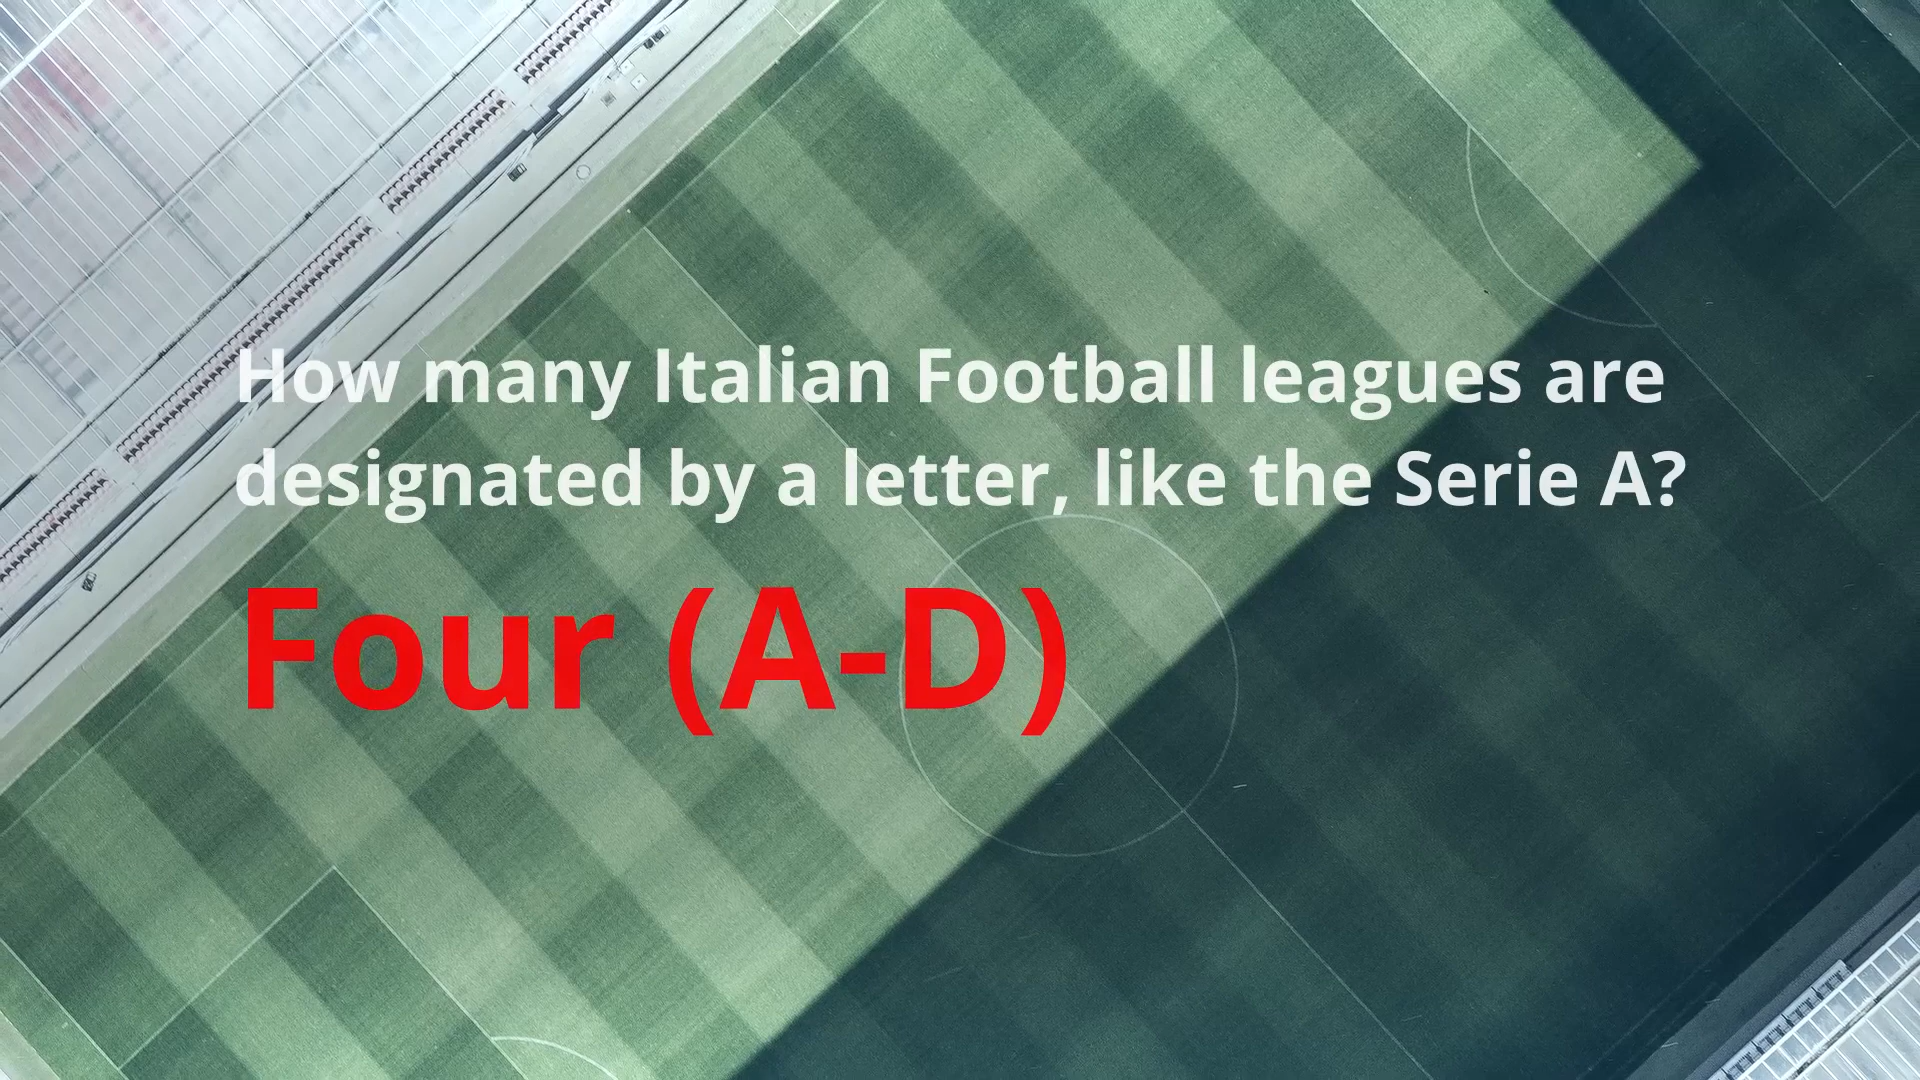 How many Italian Football leagues are
designated by a letter, like the Serie A?
Four (A-D)